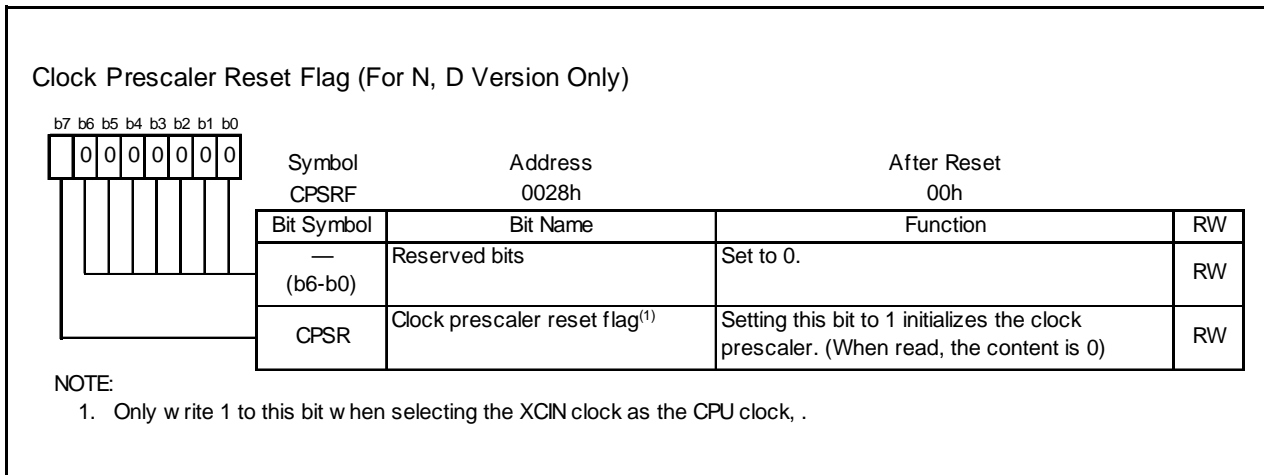 Clock Prescaler Reset Flag (For N, D Version Only)
b7 b6 b5 b4 b3 b2 b1 b0
0 0 0 0 0 0 0
Symbol Address After Reset
CPSRF 0028h 00h
Bit Symbol Bit Name Function RW
— Reserved bits Set to 0. RW
(b6-b0)
CPSR Clock prescaler reset flag(1) Setting this bit to 1 initializes the clock RW
prescaler. (When read, the content is 0)
NOTE:
1. Only write 1 to this bit when selecting the XCIN clock as the CPU clock, .